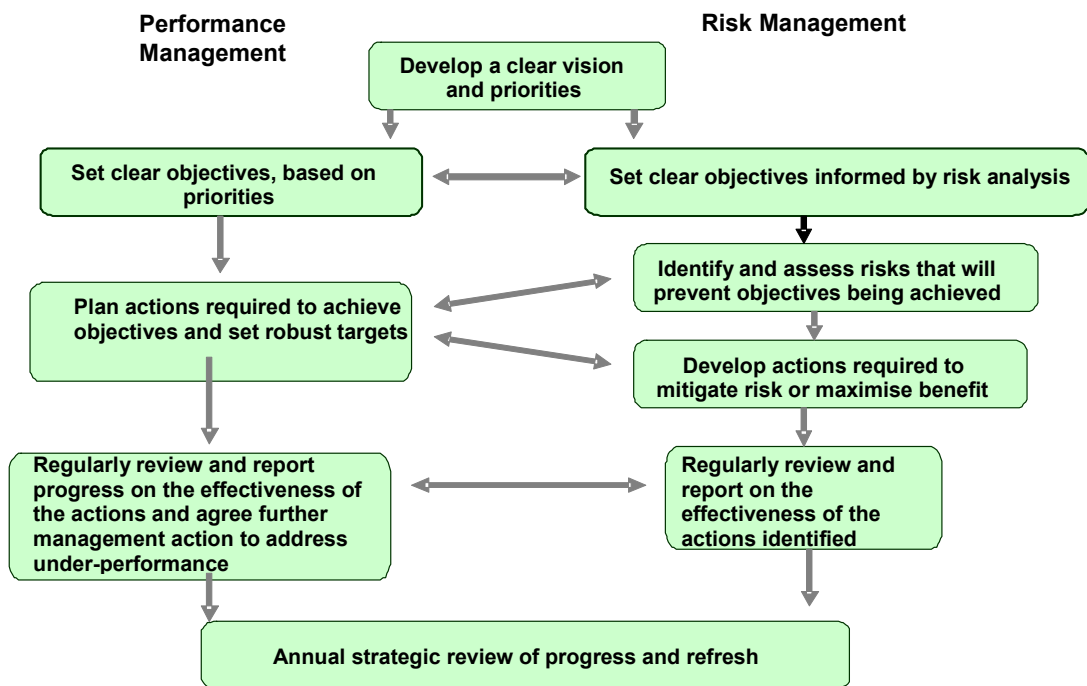 Performance
Management
Risk Management
Develop a clear vision
and priorities
Set clear objectives, based on
priorities
Set clear objectives informed by risk analysis
Identify and assess risks that will
prevent objectives being achieved
Plan actions required to achieve
objectives and set robust targets
Develop actions required to
mitigate risk or maximise benefit
Regularly review and report
progress on the effectiveness of
the actions and agree further
management action to address
under-performance
Regularly review and
report on the
effectiveness of the
actions identified
Annual strategic review of progress and refresh